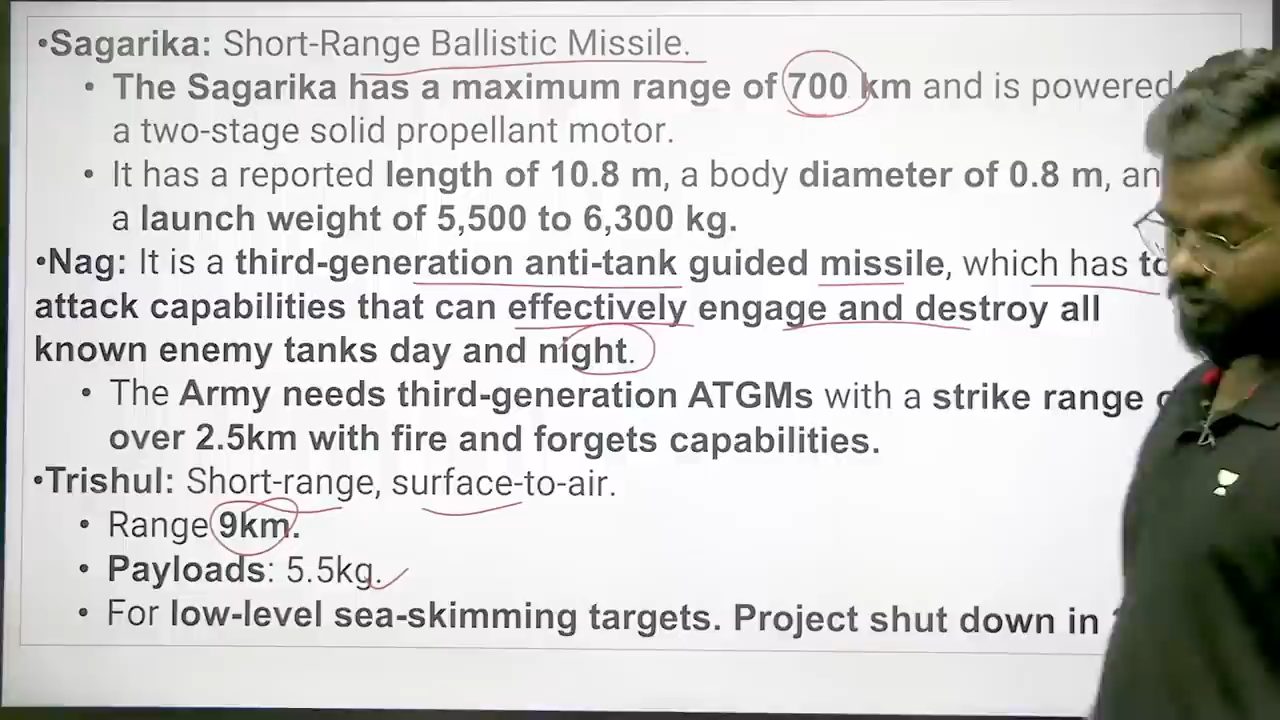 •Sagarika: Short-Range Ballistic Missile.
• The Sagarika has a maximum range of 700 km and is powered
a two-stage solid propellant motor.
• It has a reported length of 10.8 m, a body diameter of 0.8 m,
a launch weight of 5,500 to 6,300 kg.
•Nag: It is a third-generation anti-tank guided missile, which has
attack capabilities that can effectively engage and destroy all
known enemy tanks day and night.
• The Army needs third-generation ATGMs with a strike range
over 2.5km with fire and forgets capabilities.
•Trishul: Short-range, surface-to-air.
• Range 9km.
• Payloads: 5.5kg.
• For low-level sea-skimming targets. Project shut down in